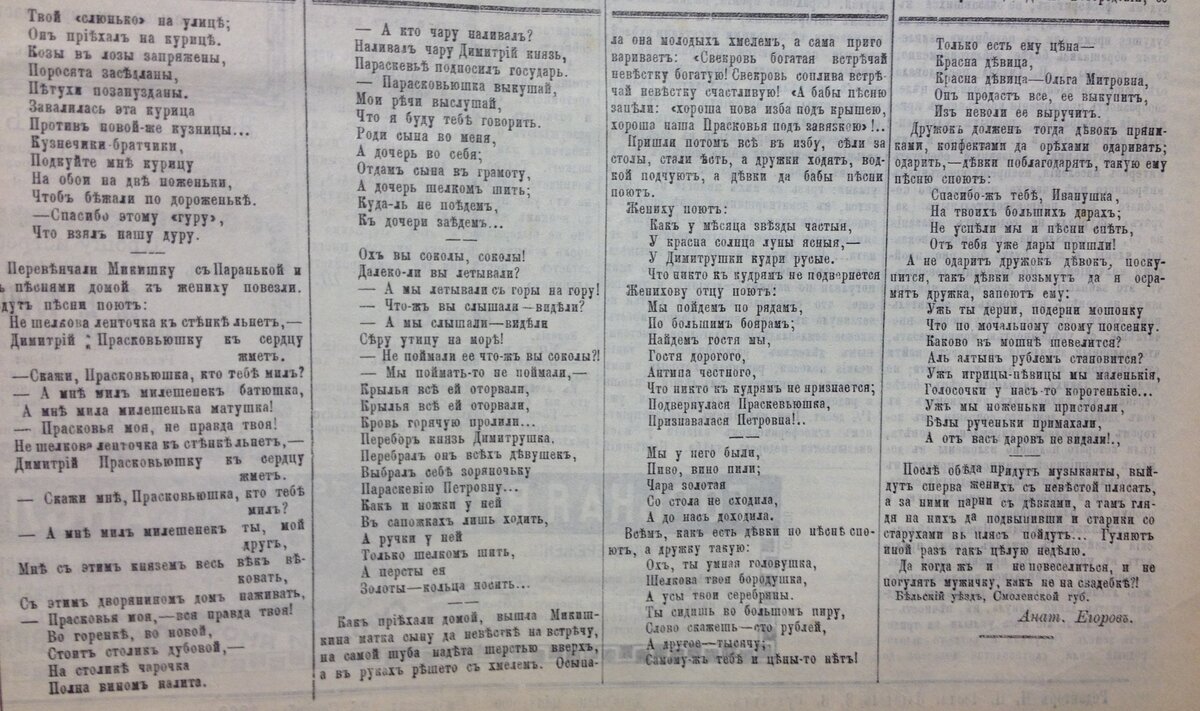 Твой «слюнько» на улицѣ;
Онъ пріѣхалъ на курицѣ.
Козы въ лозы запряжены,
Поросята засѣдланы,
Пѣтухи позанузданы.
Завалилась эта курица
Противъ новой-же кузницы...
Кузнечики-братчики,
Подкуйте мнѣ курицу
На обои на двѣ ноженьки,
Чтобъ бѣжали по дороженькѣ.
—Спасибо этому «гуру»,
Что взялъ нашу дуру.
Перевѣнчали Микишку съ Паранькой и
пѣснями домой къ жениху повезли.
дутъ пѣсни поютъ:
Не шелкова ленточка къ стѣнкѣ льнетъ,—
Димитрій Прасковьюшку къ сердцу
жметъ.
—Скажи, Прасковьюшка, кто тебѣ милъ?
— А мнѣ милъ милешенекъ батюшка,
А мнѣ мила милешенька матушка!
— Прасковья моя, не правда твоя!
Не шелкова ленточка къ стѣнкѣ льнетъ,—
Димитрій Прасковьюшку къ сердцу
жметъ.
— Скажи мнѣ, Прасковьюшка, кто тебѣ
милъ?
— А мнѣ милъ милешенекъ ты, мой
другъ,
Мнѣ съ этимъ княземъ весь вѣкъ вѣ-
ковать,
Съ этимъ дворяниномъ домъ наживать,
— Прасковья моя,—вся правда твоя!
Во горенкѣ, во новой,
Стоитъ столикъ дубовой,—
На столикѣ чарочка
Полна виномъ налита.
— А кто чару наливалъ?
Наливалъ чару Димитрій князь,
Параскевьѣ подносилъ государь.
— Парасковьюшка выкушай,
Мои рѣчи выслушай,
Что я буду тебѣ говорить.
Роди сына во меня,
А дочерь во себя;
Отдамъ сына въ грамоту,
А дочерь шелкомъ шить;
Куда-ль не поѣдемъ,
Къ дочери заѣдемъ...
Охъ вы соколы, соколы!
Далеко-ли вы летывали?
— А мы летывали съ горы на гору!
— Что-жъ вы слышали—видѣли?
— А мы слышали—видѣли
Сѣру утицу на морѣ!
— Не поймали ее что-жъ вы соколы?!
— Мы поймать-то не поймали,—
Крылья всѣ ей оторвали,
Крылья всѣ ей оторвали,
Кровь горячую пролили...
Переборъ князь Димитрушка,
Перебралъ онъ всѣхъ дѣвушекъ,
Выбралъ себѣ зоряночьку
Параскевію Петровну...
Какъ и ножки у ней
Въ сапожкахъ лишь ходить,
А ручки у ней
Только шелкомъ шить,
А персты ея
Золоты—кольца носить...
Какъ пріѣхали домой, вышла Микиш-
кина матка сыну да невѣсткѣ на встрѣчу,
на самой шуба надѣта шерстью вверхъ,
а въ рукахъ рѣшето съ хмелемъ. Осыпа-
ла она молодыхъ хмелемъ, а сама приго
вариваетъ: «Свекровь богатая встрѣчай
невѣстку богатую! Свекровь соплива встрѣ-
чай невѣстку счастливую! «А бабы пѣсню
запѣли: «хороша нова изба подъ крышею,
хороша наша Прасковья подъ завязкою»!..
Пришли потомъ всѣ въ избу, сѣли за
столы, стали ѣсть, а дружки ходятъ, вод-
кой подчуютъ, а дѣвки да бабы пѣсни
поютъ.
Жениху поютъ:
Какъ у мѣсяца звѣзды частыя,
У красна солнца луны ясныя,—
У Димитрушки кудри русые.
Что никто къ кудрямъ не подвернется
Женихову отцу поютъ:
Мы пойдемъ по рядамъ,
По большимъ боярамъ;
Найдемъ гостя мы,
Гостя дорогого,
Антипа честного,
Что никто къ кудрямъ не признается;
Подвернулася Праскевьюшка,
Признавалася Петровна!..
Мы у него были,
Пиво, вино пили;
Чара золотая
Со стола не сходила,
А до насъ доходила.
Всѣмъ, какъ есть дѣвки по пѣснѣ спо-
ютъ, а дружку такую:
Охъ, ты умная головушка,
Шелкова твоя бородушка,
А усы твои серебряны.
Ты сидишь во большомъ пиру,
Слово скажешь—сто рублей,
А другое—тысячу;
Самому-жъ тебѣ и цѣны-то нѣтъ!
Только есть ему цѣна—
Красна дѣвица,
Красна дѣвица—Ольга Митровна,
Онъ продастъ все, ее выкупитъ,
Изъ неволи ее выручитъ.
Дружокъ долженъ тогда дѣвокъ пряни-
ками, конфектами да орѣхами одаривать;
одаритъ,—дѣвки поблагодарятъ, такую ему
пѣсню споютъ:
Спасибо-жъ тебѣ, Иванушка,
На твоихъ большихъ дарахъ;
Не успѣли мы и пѣсни спѣть,
Отъ тебя уже дары пришли!
А не одаритъ дружокъ дѣвокъ, поску-
пится, такъ дѣвки возьмутъ да я осра-
мятъ дружка, запоютъ ему:
Ужъ ты дерни, подерни мошонку
Что по мочальному свому поясенку.
Каково въ мошнѣ шевелится?
Аль алтынъ рублемъ становится?
Ужъ игрицы-пѣвицы мы маленькія,
Голосочки у насъ-то коротенькіе...
Ужъ мы ноженьки пристояли,
Бѣлы рученьки примахали,
А отъ васъ даровъ не видали!.,
Послѣ обѣда придутъ музыканты, вый-
дутъ сперва женихъ съ невѣстой плясать,
а за ними парни съ дѣвками, а тамъ гля-
дя на нихъ да подвыпивши и старики со
старухами въ плясъ пойдутъ... Гуляютъ
иной разъ такъ цѣлую недѣлю.
Да когда жъ и повеселиться, и не
погулять мужичку, какъ не на свадебкѣ?!
Бѣльскій уѣздъ, Смоленской губ.
Анат. Егоровъ.